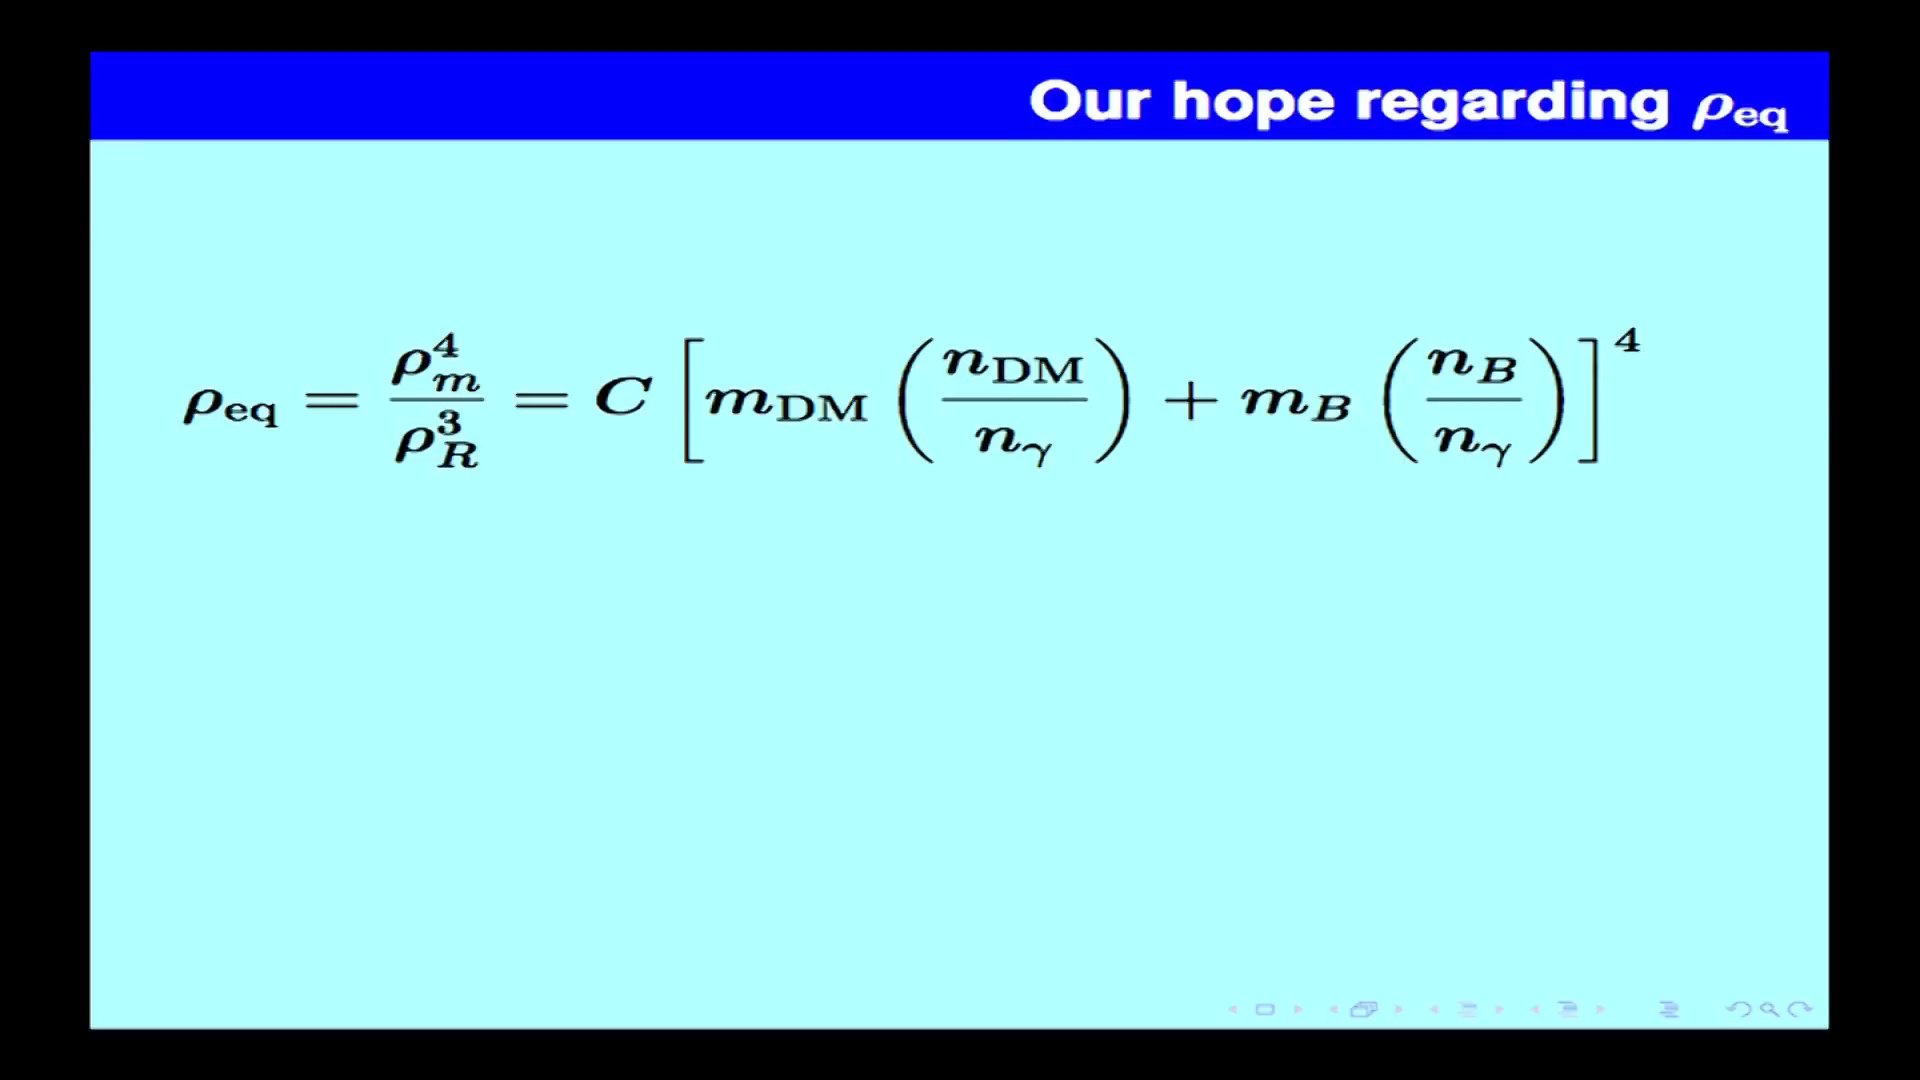 Our hope regarding ρ_eq
ρ_eq = ρ_m^4 / ρ_R^3 = C [ m_DM ( n_DM / n_γ ) + m_B ( n_B / n_γ ) ]^4